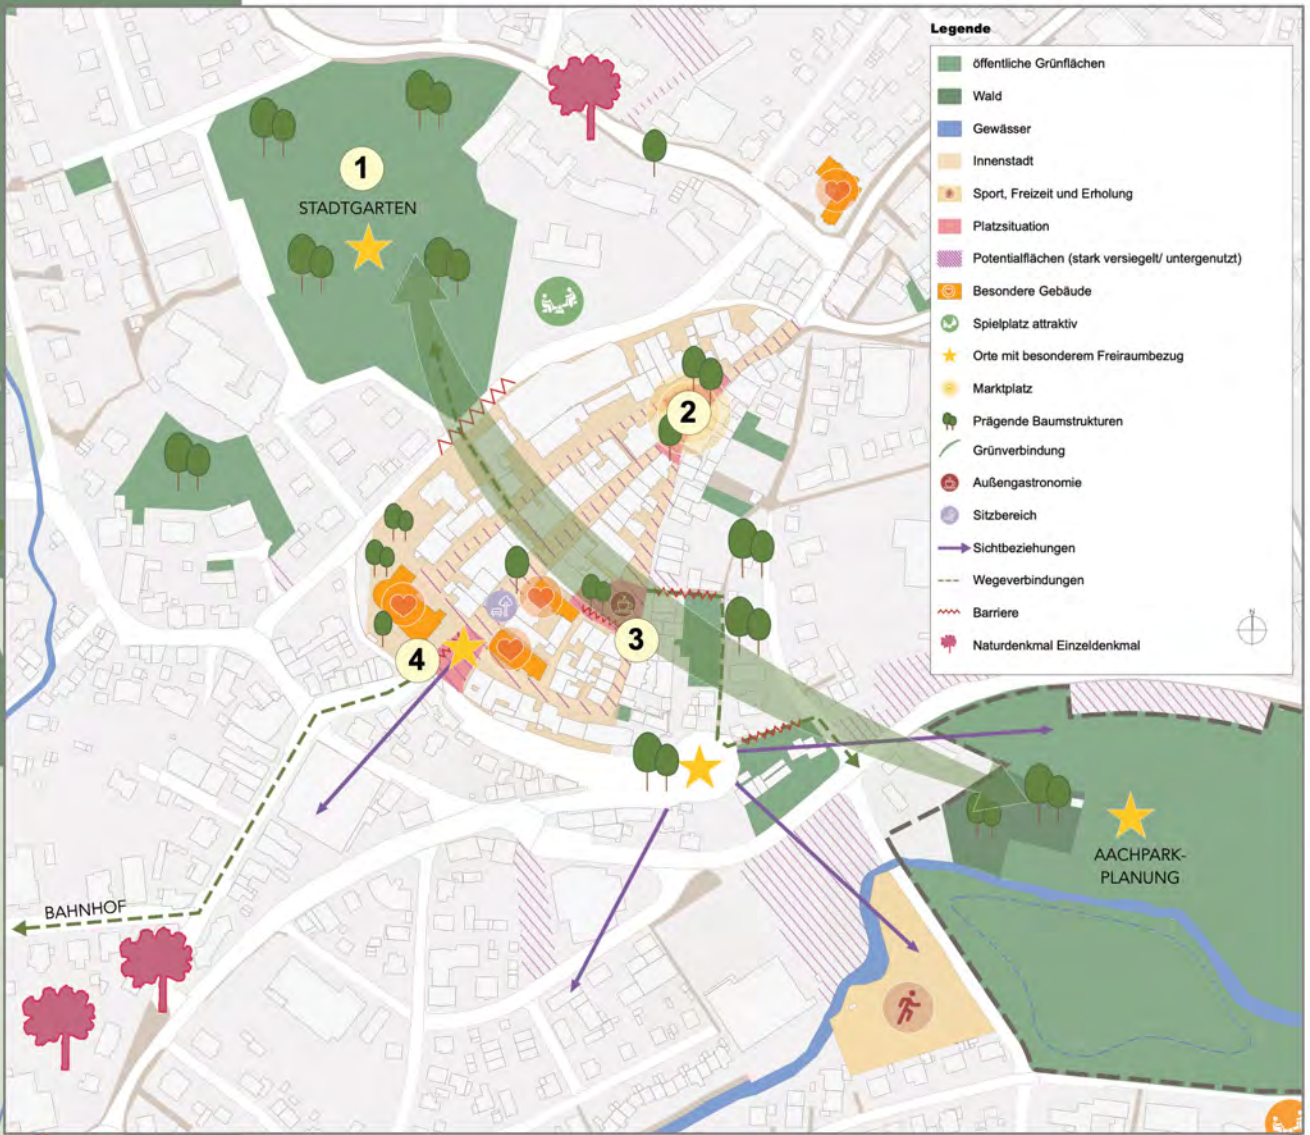 Legende
öffentliche Grünflächen
Wald
Gewässer
Innenstadt
Sport, Freizeit und Erholung
Platzsituation
Potentialflächen (stark versiegelt/ untergenutzt)
Besondere Gebäude
Spielplatz attraktiv
Orte mit besonderem Freiraumbezug
Marktplatz
Prägende Baumstrukturen
Grünverbindung
Außengastronomie
Sitzbereich
Sichtbeziehungen
Wegeverbindungen
Barriere
Naturdenkmal Einzeldenkmal
N
1
STADTGARTEN
2
3
4
AACHPARK-
PLANUNG
BAHNHOF